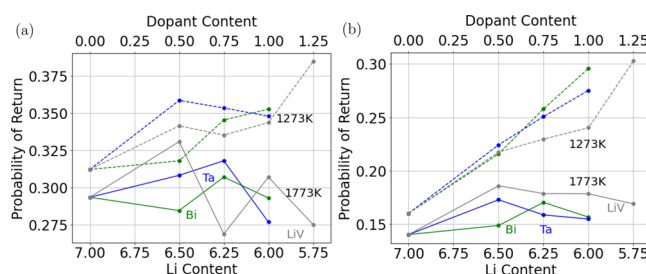 (a)
Dopant Content
0.00 0.25 0.50 0.75 1.00 1.25
Probability of Return
0.375
0.350
0.325
0.300
0.275
1273K
1773K
Ta
Bi
LiV
7.00 6.75 6.50 6.25 6.00 5.75
Li Content
(b)
Dopant Content
0.00 0.25 0.50 0.75 1.00 1.25
Probability of Return
0.30
0.25
0.20
0.15
1273K
1773K
LiV
Bi
Ta
7.00 6.75 6.50 6.25 6.00 5.75
Li Content